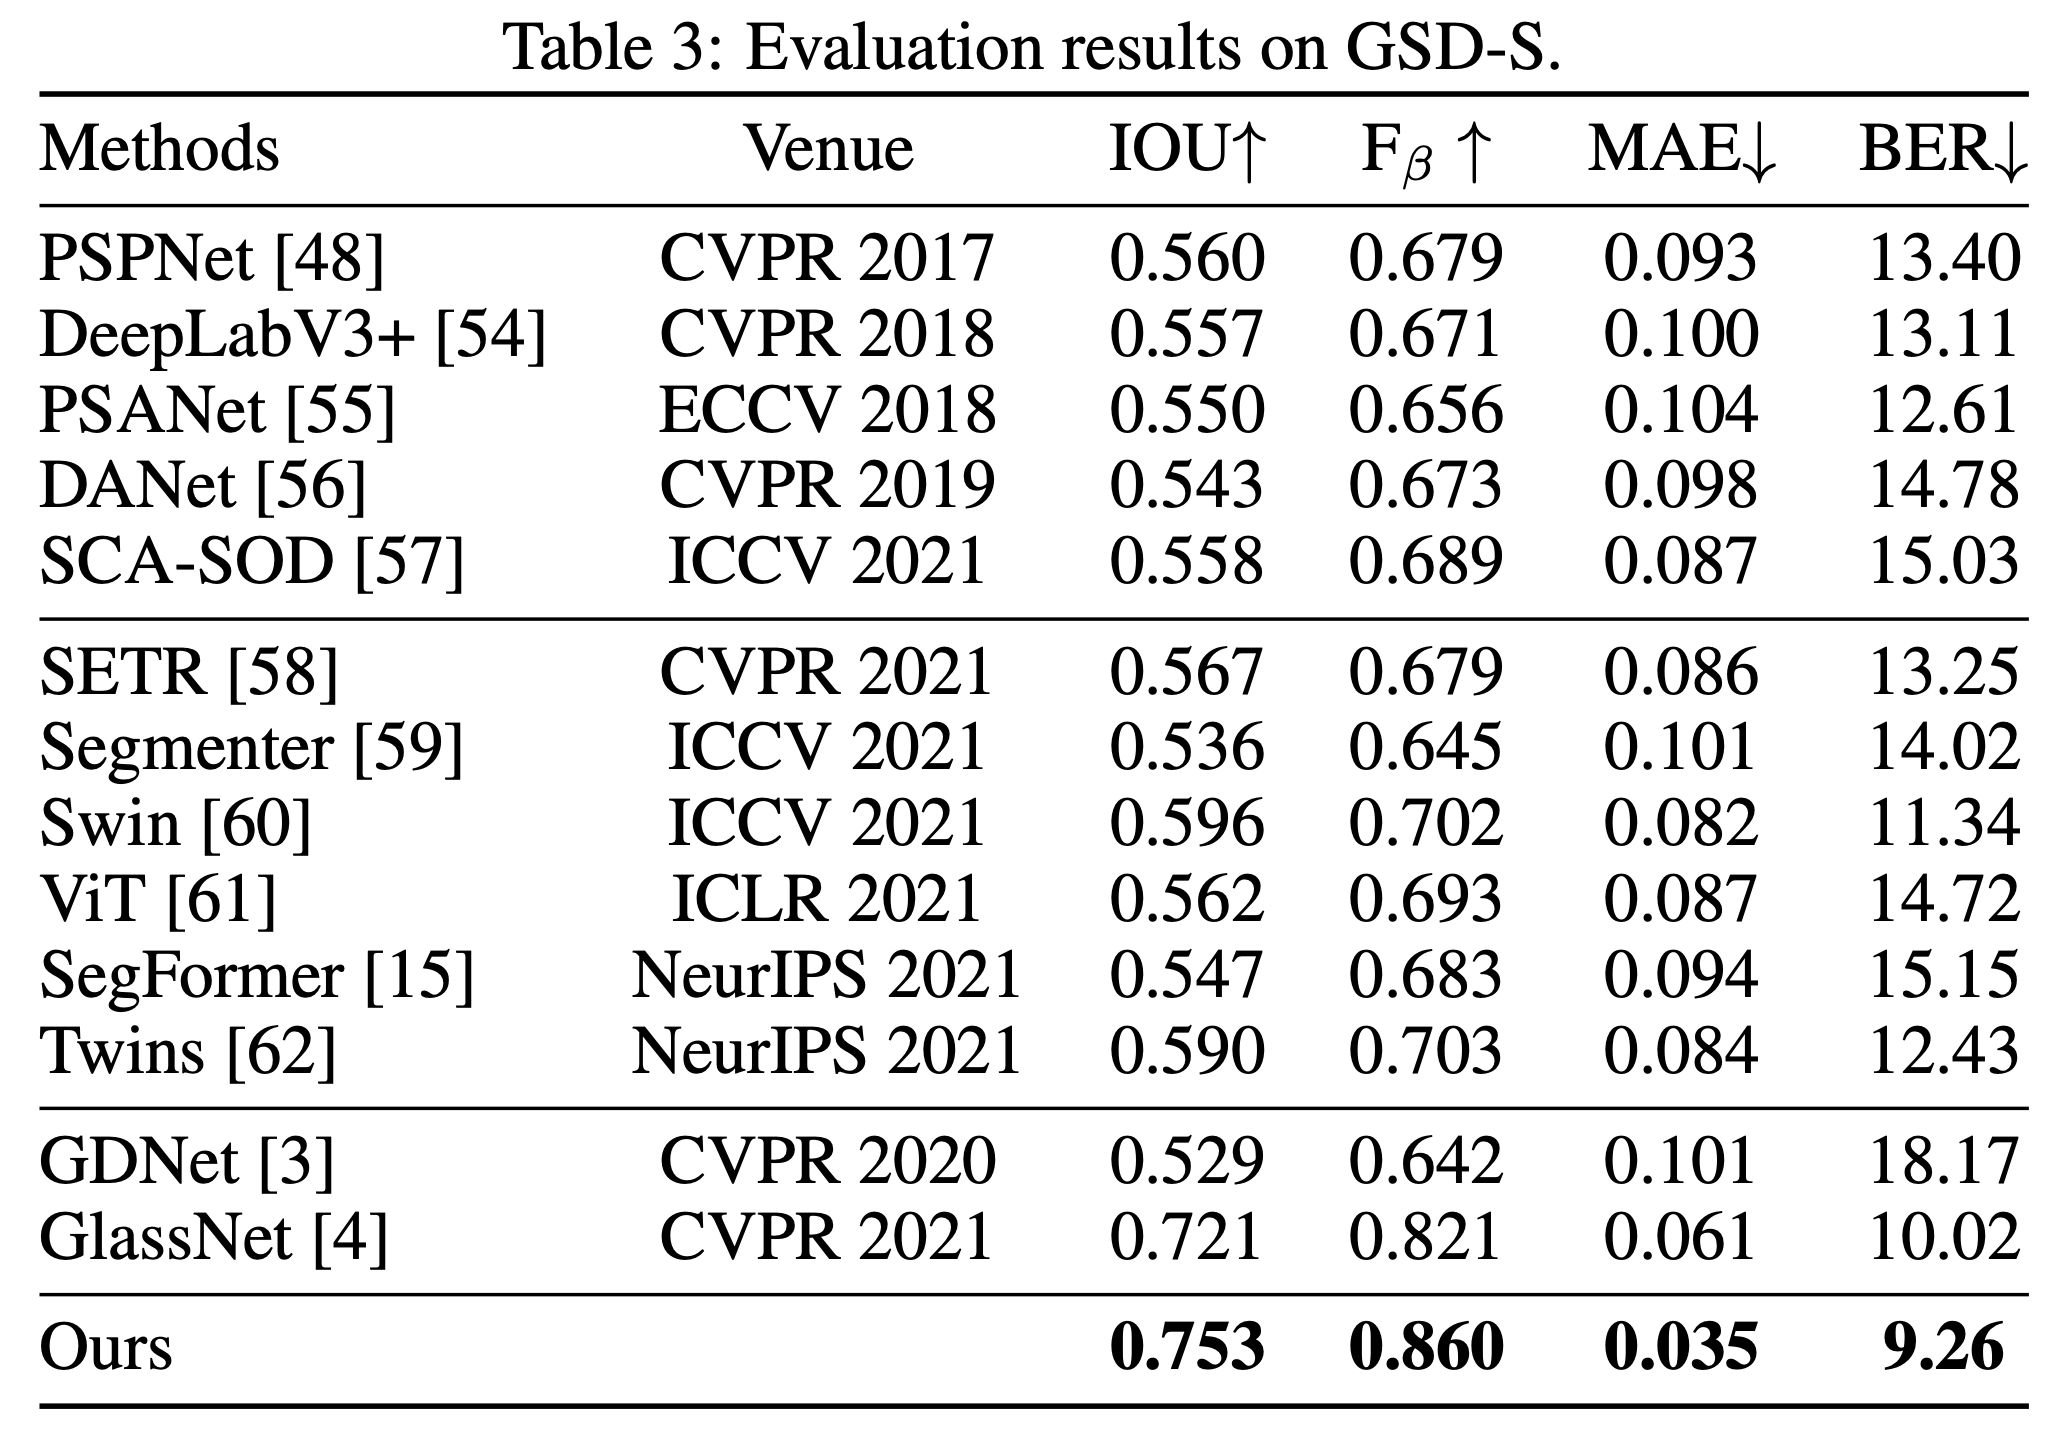 Table 3: Evaluation results on GSD-S.
Methods Venue IOU↑ Fβ ↑ MAE↓ BER↓
PSPNet [48] CVPR 2017 0.560 0.679 0.093 13.40
DeepLabV3+ [54] CVPR 2018 0.557 0.671 0.100 13.11
PSANet [55] ECCV 2018 0.550 0.656 0.104 12.61
DANet [56] CVPR 2019 0.543 0.673 0.098 14.78
SCA-SOD [57] ICCV 2021 0.558 0.689 0.087 15.03
SETR [58] CVPR 2021 0.567 0.679 0.086 13.25
Segmenter [59] ICCV 2021 0.536 0.645 0.101 14.02
Swin [60] ICCV 2021 0.596 0.702 0.082 11.34
ViT [61] ICLR 2021 0.562 0.693 0.087 14.72
SegFormer [15] NeurIPS 2021 0.547 0.683 0.094 15.15
Twins [62] NeurIPS 2021 0.590 0.703 0.084 12.43
GDNet [3] CVPR 2020 0.529 0.642 0.101 18.17
GlassNet [4] CVPR 2021 0.721 0.821 0.061 10.02
Ours 0.753 0.860 0.035 9.26